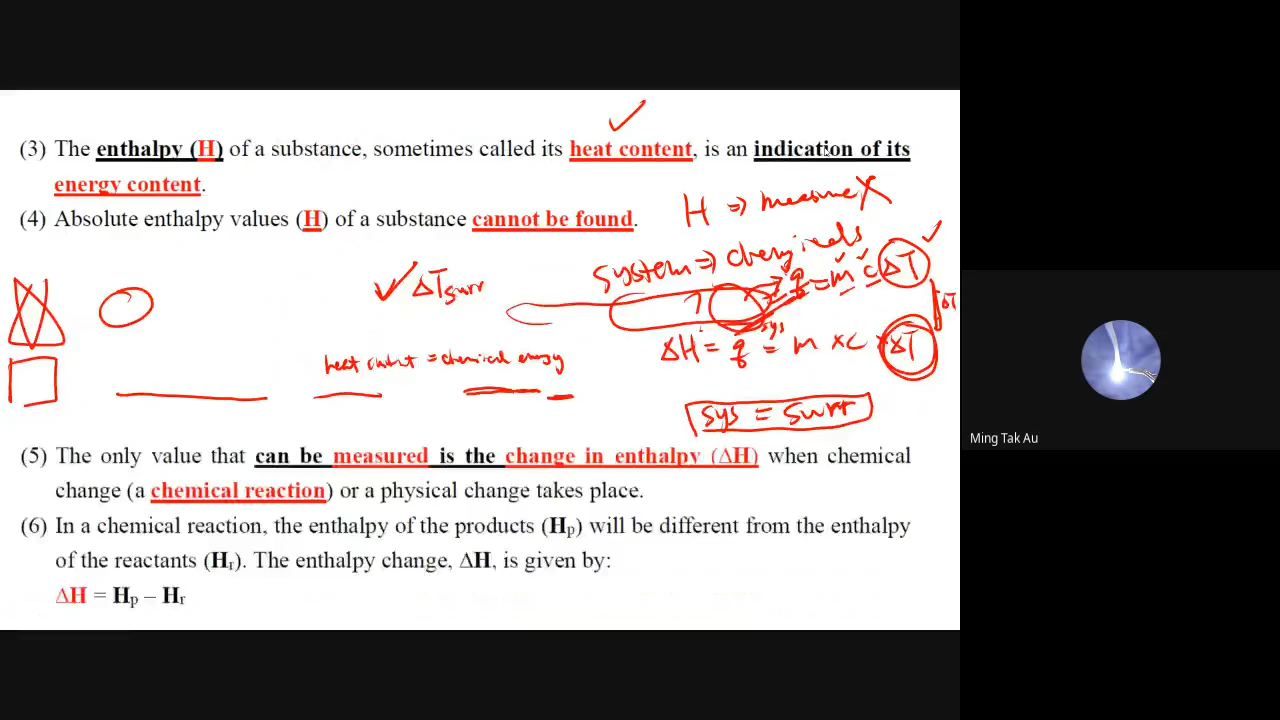 (3) The enthalpy (H) of a substance, sometimes called its heat content, is an indication of its
energy content.
H ⇒ measure X
(4) Absolute enthalpy values (H) of a substance cannot be found.
system ⇒ chemicals
✓ ΔTsurr
q = m c ΔT
ΔT
sys
ΔH = q = m × c × ΔT
heat content = chemical energy
sys = surr
(5) The only value that can be measured is the change in enthalpy (ΔH) when chemical
change (a chemical reaction) or a physical change takes place.
(6) In a chemical reaction, the enthalpy of the products (Hp) will be different from the enthalpy
of the reactants (Hr). The enthalpy change, ΔH, is given by:
ΔH = Hp – Hr
Ming Tak Au